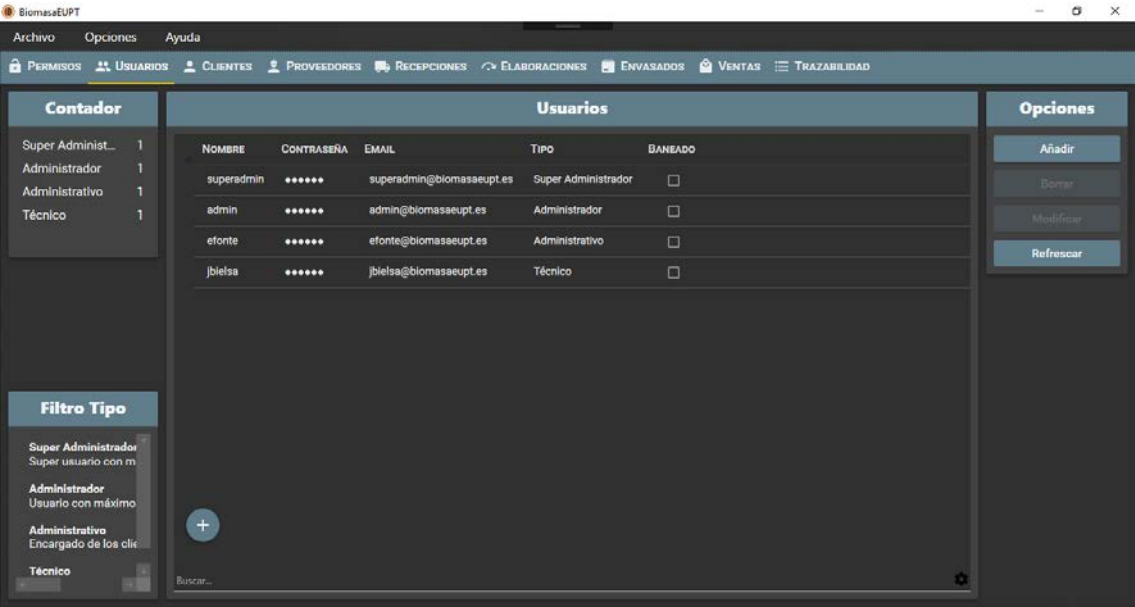 BiomasaEUPT
Archivo Opciones Ayuda
PERMISOS USUARIOS CLIENTES PROVEEDORES RECEPCIONES ELABORACIONES ENVASADOS VENTAS TRAZABILIDAD
Contador
Super Administ... 1
Administrador 1
Administrativo 1
Técnico 1
Filtro Tipo
Super Administrador
Super usuario con m
Administrador
Usuario con máximo
Administrativo
Encargado de los clie
Técnico
Usuarios
NOMBRE CONTRASEÑA EMAIL TIPO BANEADO
superadmin ●●●●●● superadmin@biomasaeupt.es Super Administrador
admin ●●●●●● admin@biomasaeupt.es Administrador
efonte ●●●●●● efonte@biomasaeupt.es Administrativo
jbielsa ●●●●●● jbielsa@biomasaeupt.es Técnico
+
Buscar...
Opciones
Añadir
Borrar
Modificar
Refrescar